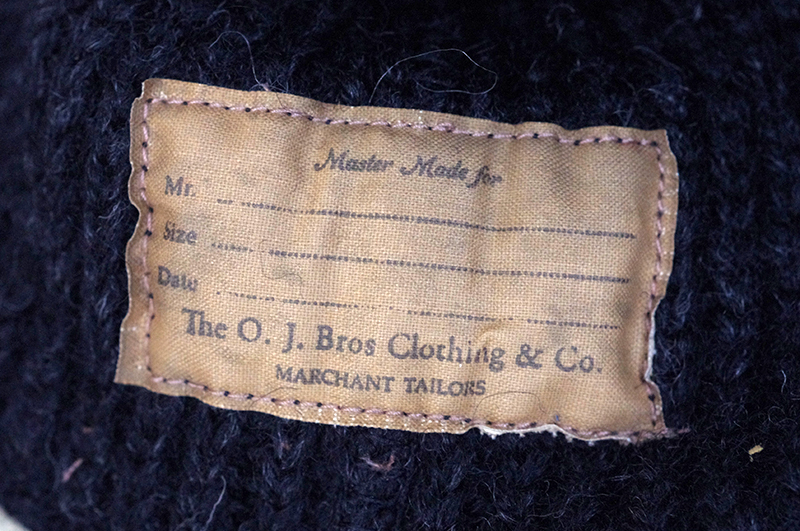 Master Made for
Mr.
Size
Date
The O. J. Bros Clothing & Co.
MARCHANT TAILORS